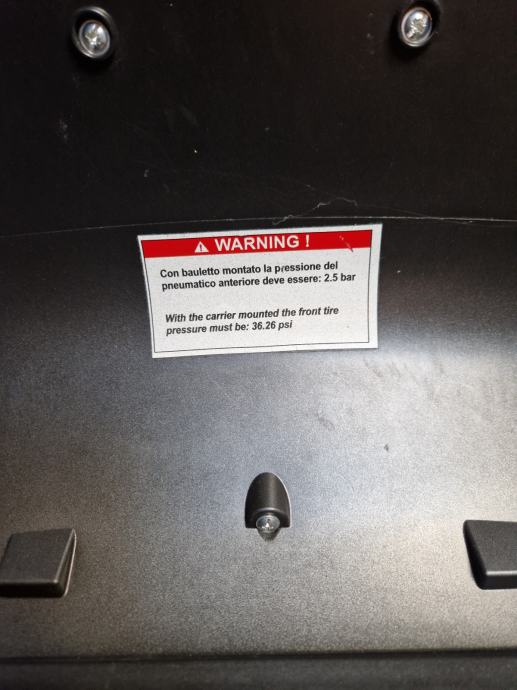 WARNING !
Con bauletto montato la pressione del
pneumatico anteriore deve essere: 2.5 bar
With the carrier mounted the front tire
pressure must be: 36.26 psi